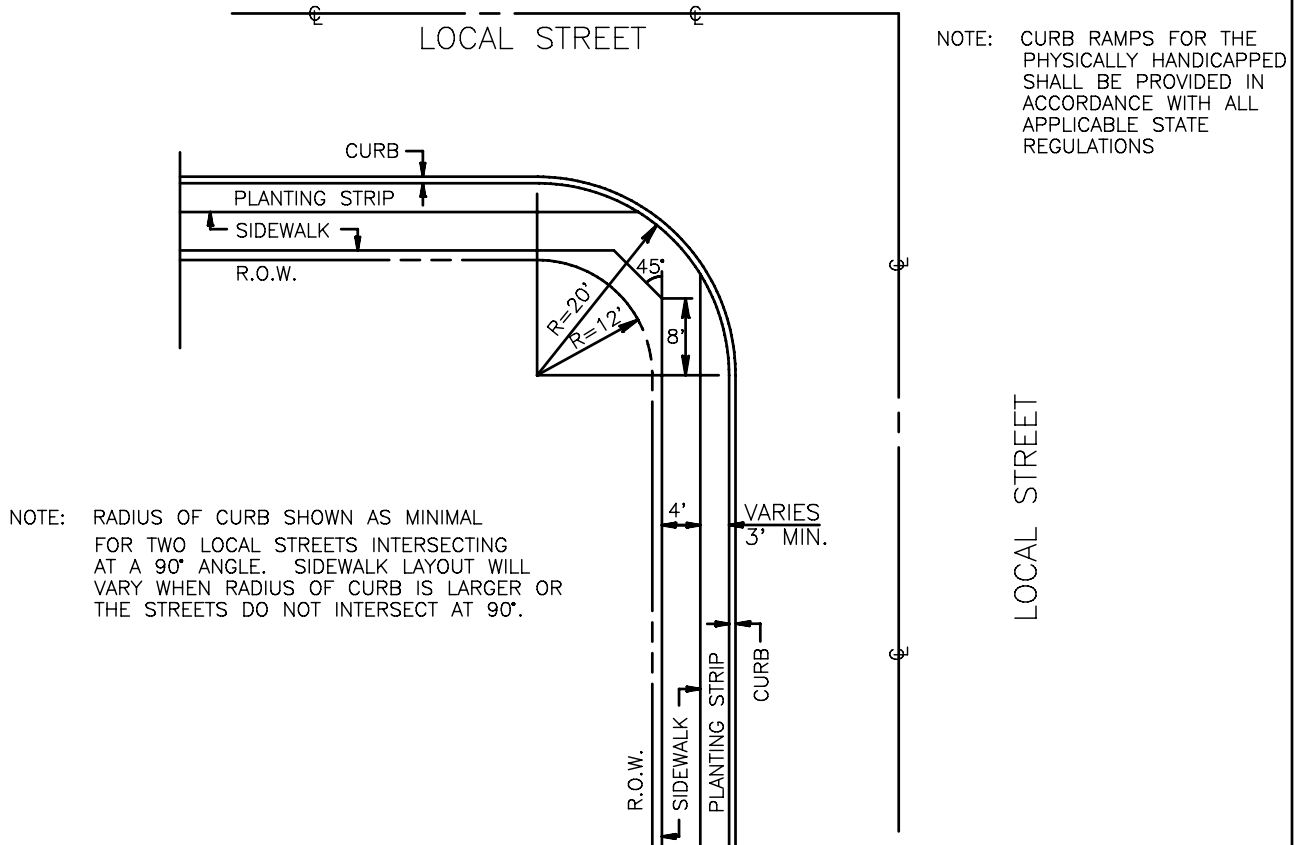 ℄ ℄
LOCAL STREET
NOTE: CURB RAMPS FOR THE
PHYSICALLY HANDICAPPED
SHALL BE PROVIDED IN
ACCORDANCE WITH ALL
APPLICABLE STATE
REGULATIONS
CURB
PLANTING STRIP
SIDEWALK
R.O.W.
45°
R=20'
R=12'
8'
℄
LOCAL STREET
4'
VARIES
3' MIN.
NOTE: RADIUS OF CURB SHOWN AS MINIMAL
FOR TWO LOCAL STREETS INTERSECTING
AT A 90° ANGLE. SIDEWALK LAYOUT WILL
VARY WHEN RADIUS OF CURB IS LARGER OR
THE STREETS DO NOT INTERSECT AT 90°.
℄
R.O.W.
SIDEWALK
PLANTING STRIP
CURB